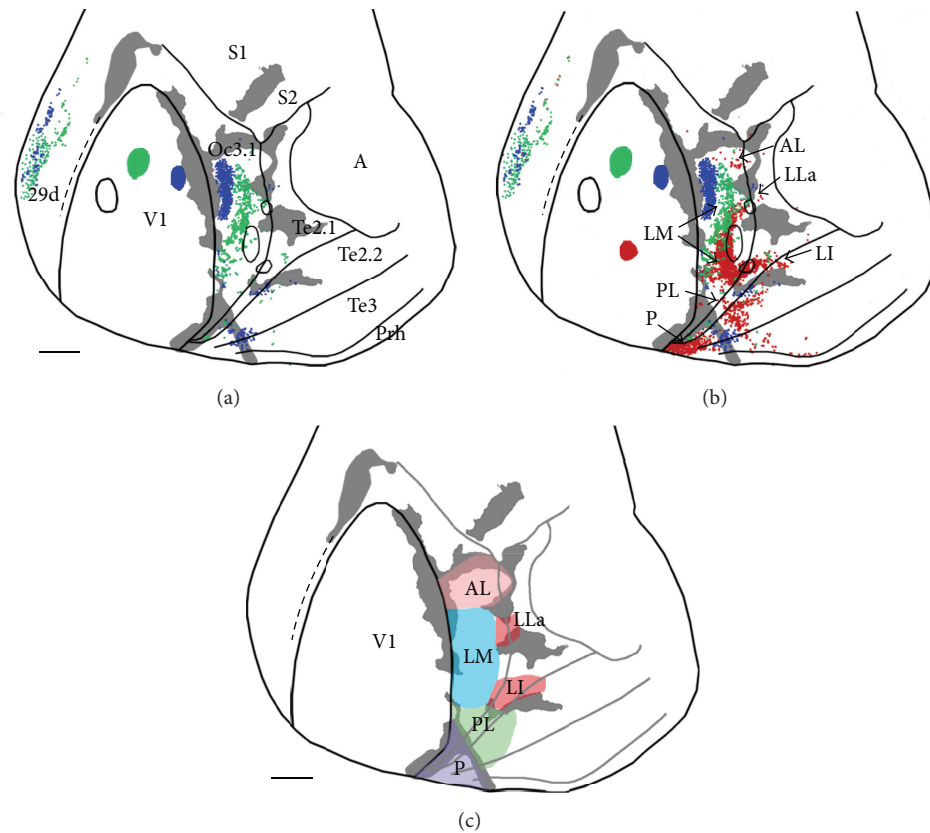 S1
S2
Oc3.1
A
29d
V1
Te2.1
Te2.2
Te3
Prh
(a)
AL
LLa
LM
LI
PL
P
(b)
AL
LLa
V1
LM
LI
PL
P
(c)